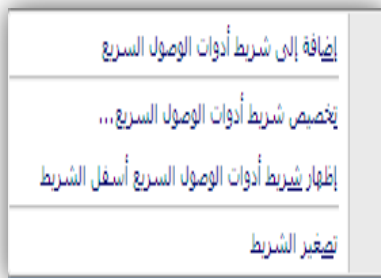 إضافة إلى شريط أدوات الوصول السريع
تخصيص شريط أدوات الوصول السريع...
إظهار شريط أدوات الوصول السريع أسفل الشريط
تصغير الشريط